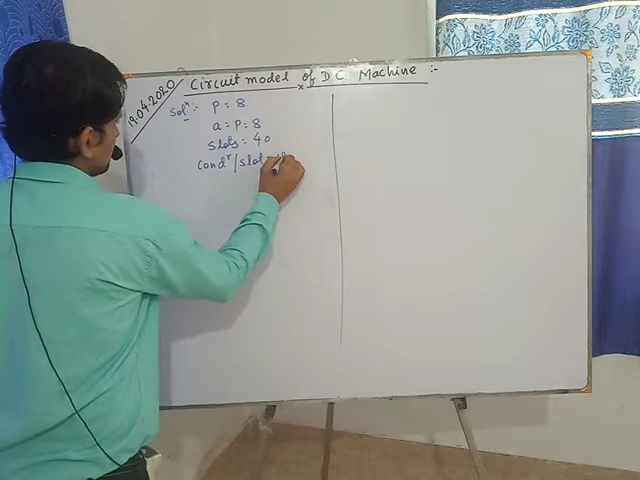 19.04.2020
Circuit model of D C Machine :-
Solⁿ :- P = 8
a = P = 8
Slots = 40
Condʳ/slot